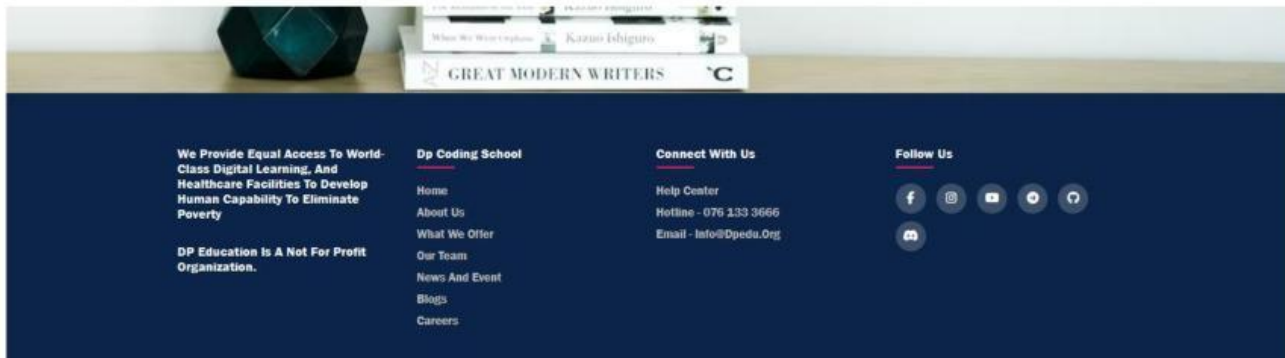 When We Were Orphans Kazuo Ishiguro
GREAT MODERN WRITERS
We Provide Equal Access To World-
Class Digital Learning, And
Healthcare Facilities To Develop
Human Capability To Eliminate
Poverty
DP Education Is A Not For Profit
Organization.
Dp Coding School
Home
About Us
What We Offer
Our Team
News And Event
Blogs
Careers
Connect With Us
Help Center
Hotline - 076 133 3666
Email - Info@Dpedu.Org
Follow Us